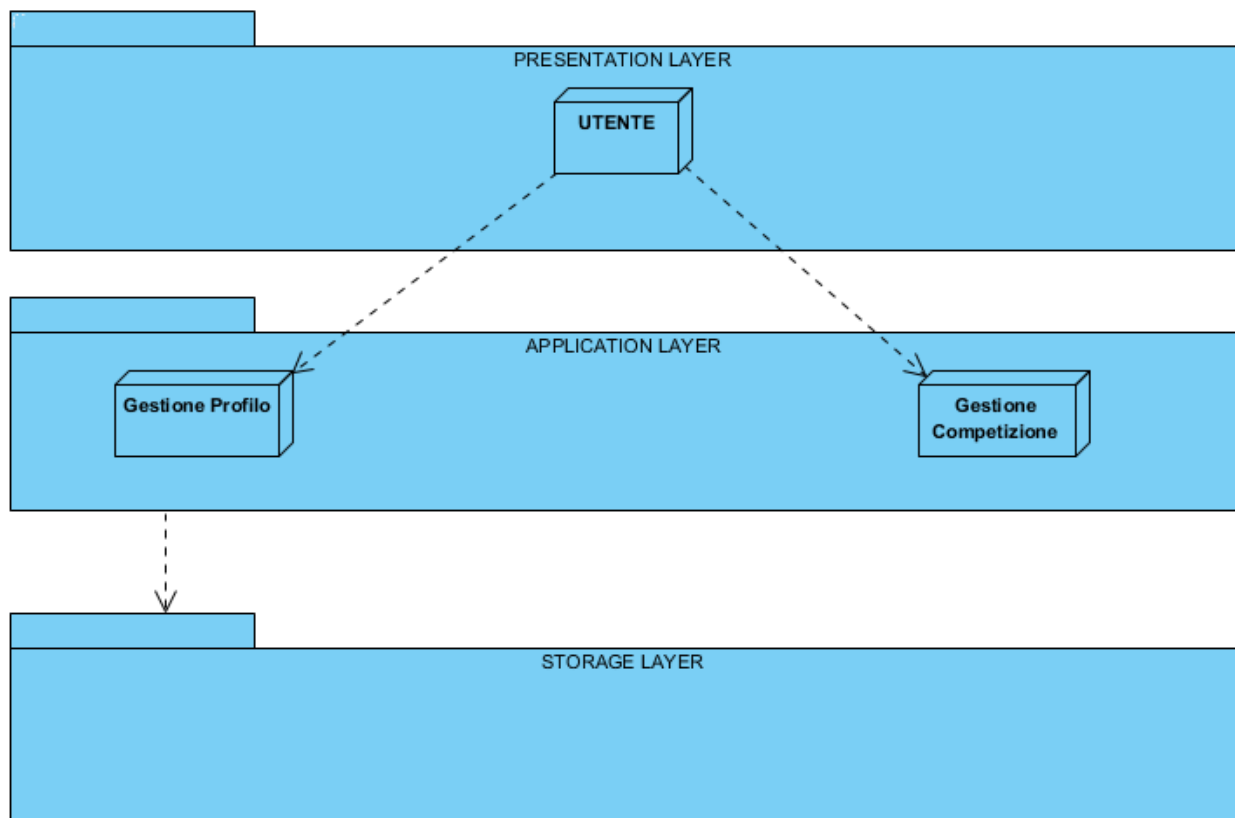 PRESENTATION LAYER
UTENTE
APPLICATION LAYER
Gestione Profilo
Gestione
Competizione
STORAGE LAYER